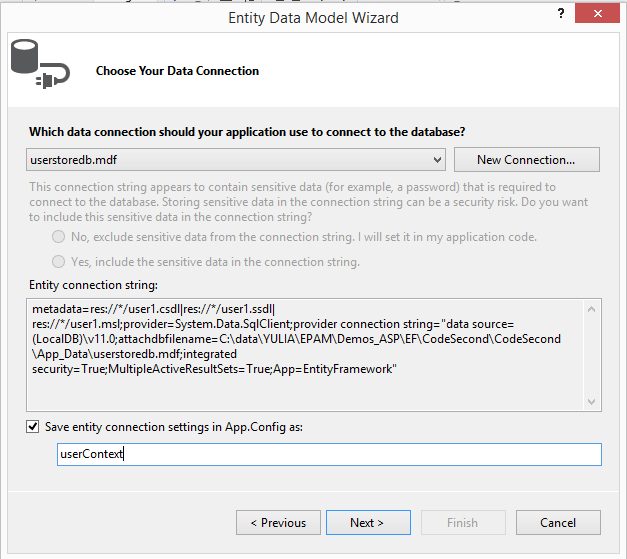 Entity Data Model Wizard
?
Choose Your Data Connection
Which data connection should your application use to connect to the database?
userstoredb.mdf
New Connection...
This connection string appears to contain sensitive data (for example, a password) that is required to
connect to the database. Storing sensitive data in the connection string can be a security risk. Do you want
to include this sensitive data in the connection string?
No, exclude sensitive data from the connection string. I will set it in my application code.
Yes, include the sensitive data in the connection string.
Entity connection string:
metadata=res://*/user1.csdl|res://*/user1.ssdl|
res://*/user1.msl;provider=System.Data.SqlClient;provider connection string="data source=
(LocalDB)\v11.0;attachdbfilename=C:\data\YULIA\EPAM\Demos_ASP\EF\CodeSecond\CodeSecond
\App_Data\userstoredb.mdf;integrated
security=True;MultipleActiveResultSets=True;App=EntityFramework"
Save entity connection settings in App.Config as:
userContext
< Previous
Next >
Finish
Cancel